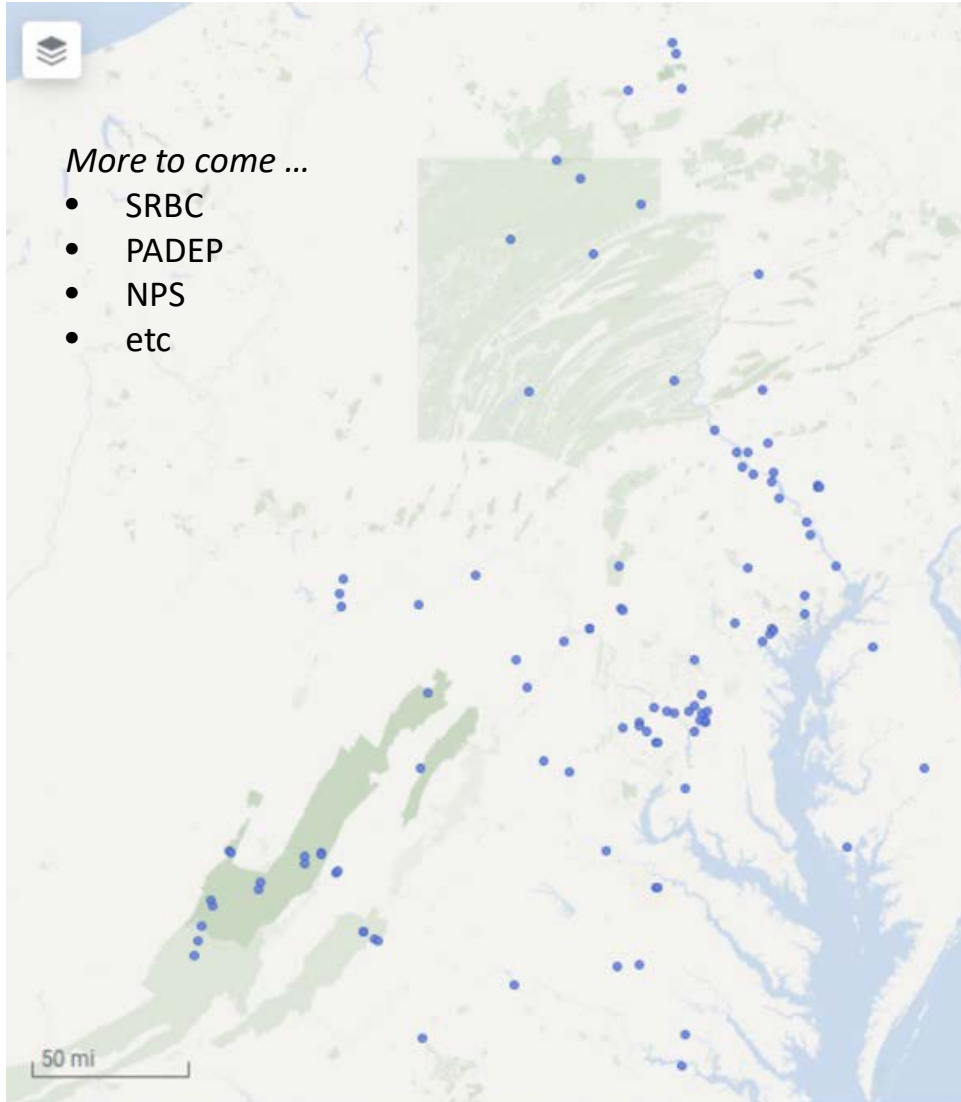 More to come …
• SRBC
• PADEP
• NPS
• etc
50 mi